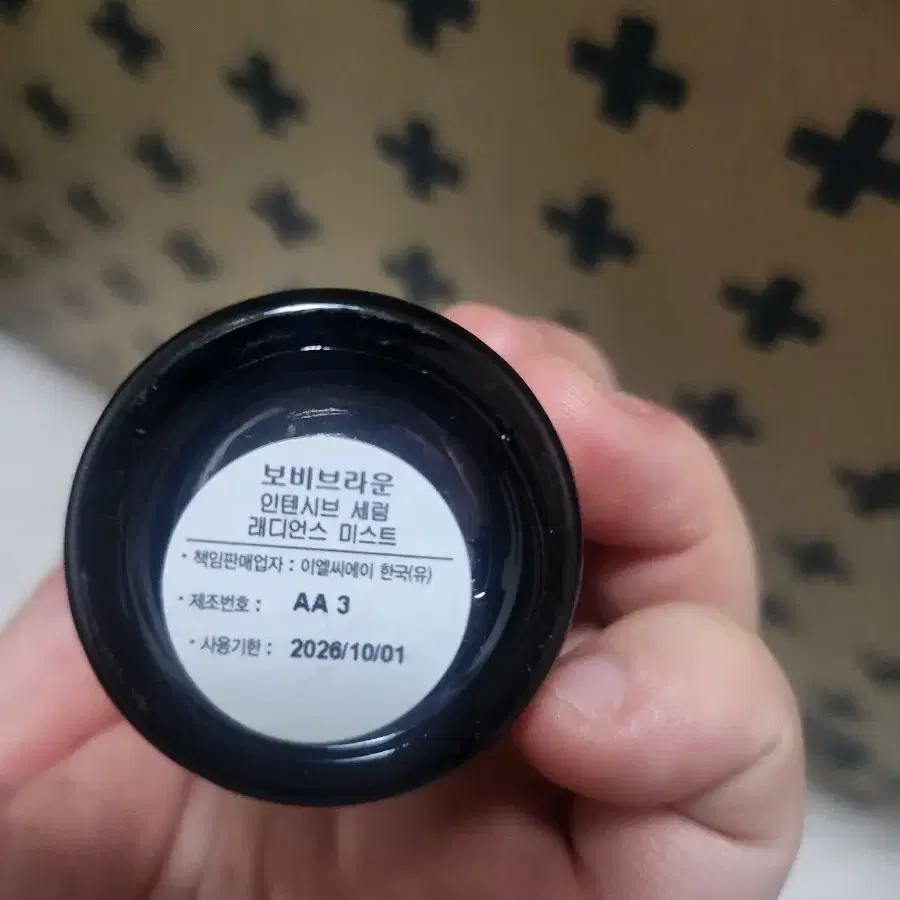 보비브라운
인텐시브 세럼
래디언스 미스트
• 책임판매업자 : 이엘씨에이 한국(유)
• 제조번호 : AA 3
• 사용기한 : 2026/10/01